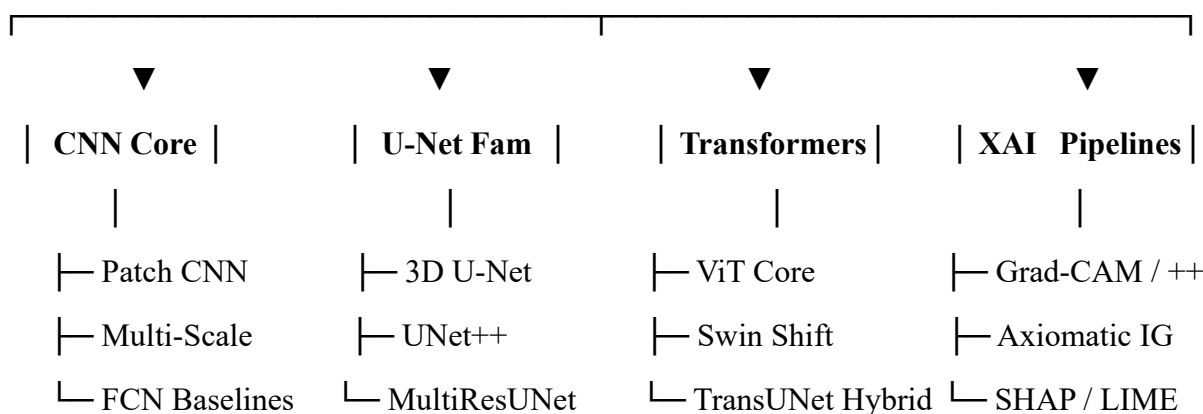 CNN Core U-Net Fam Transformers XAI Pipelines
Patch CNN 3D U-Net ViT Core Grad-CAM / ++
Multi-Scale UNet++ Swin Shift Axiomatic IG
FCN Baselines MultiResUNet TransUNet Hybrid SHAP / LIME